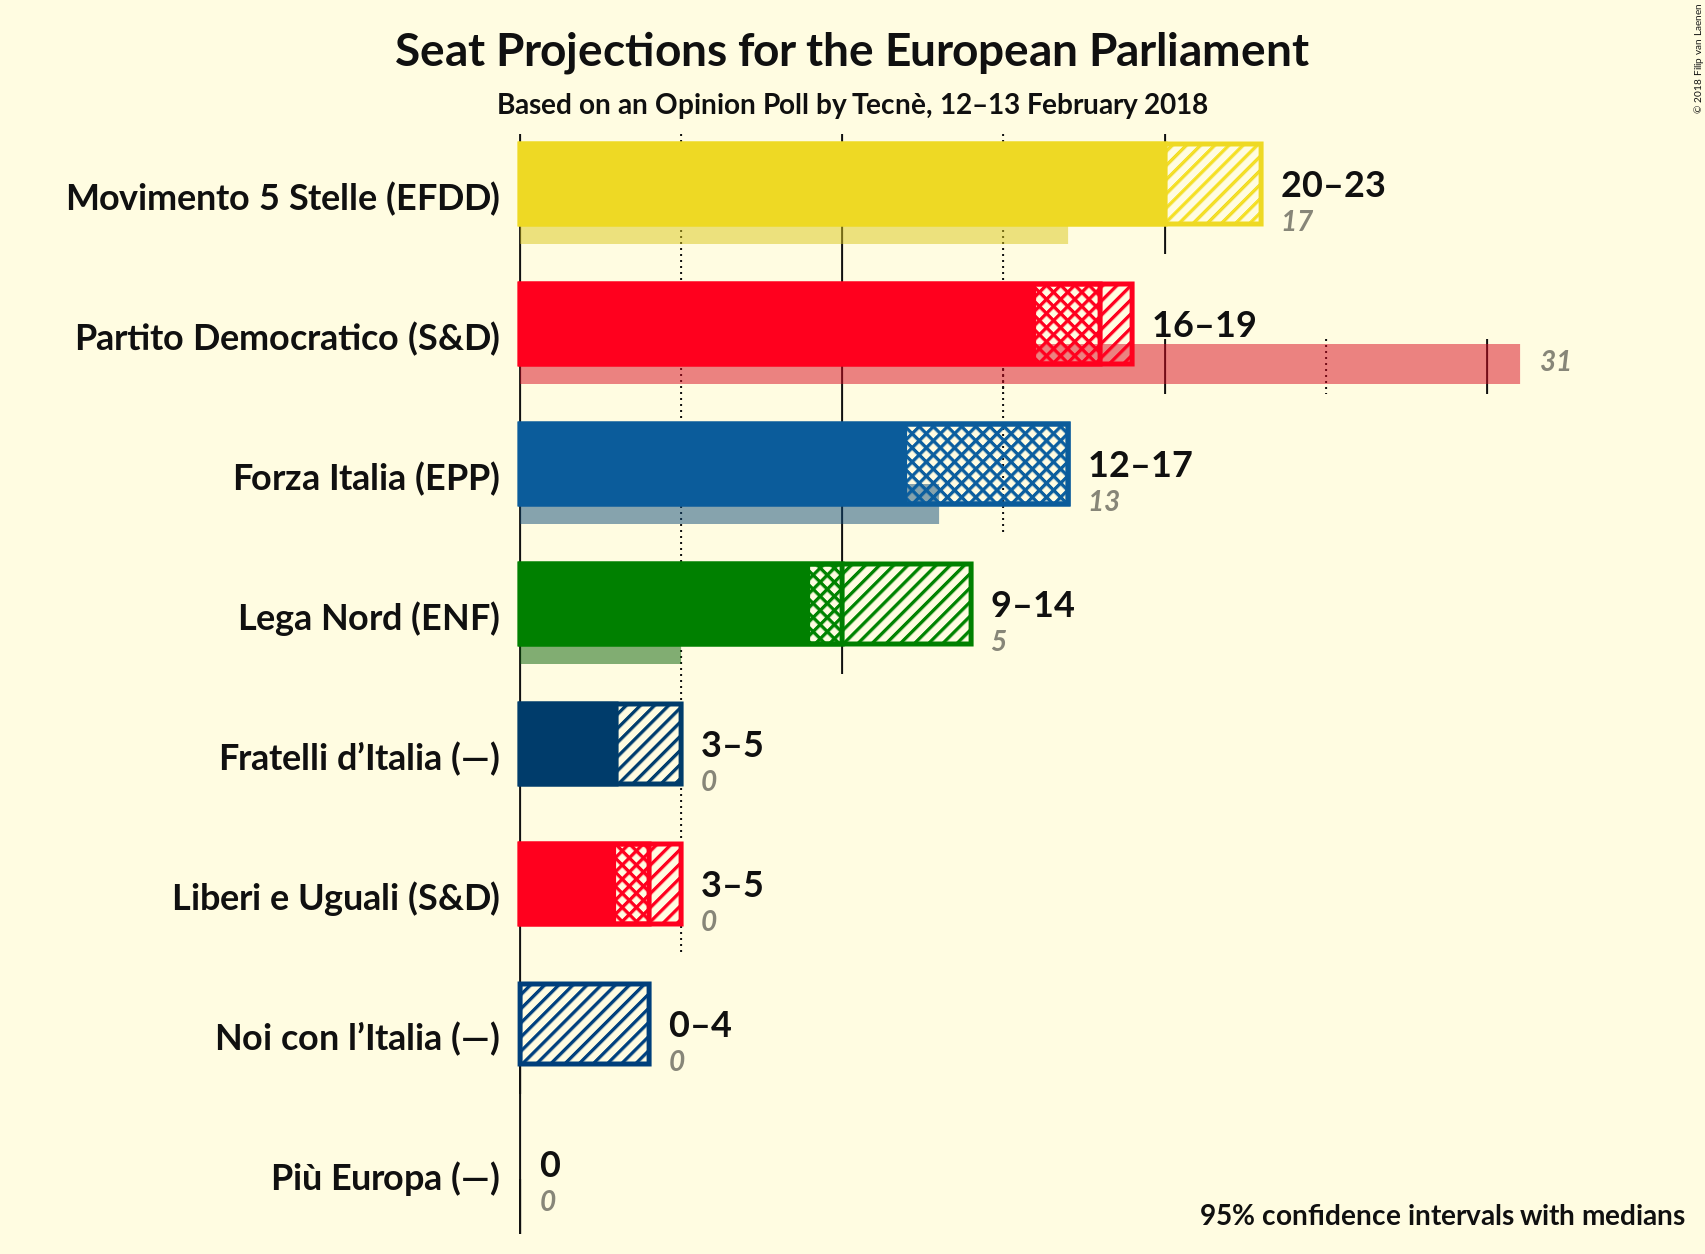 Seat Projections for the European Parliament
Based on an Opinion Poll by Tecnè, 12–13 February 2018
© 2018 Filip van Laenen
Movimento 5 Stelle (EFDD)
20–23
17
Partito Democratico (S&D)
16–19
31
Forza Italia (EPP)
12–17
13
Lega Nord (ENF)
9–14
5
Fratelli d’Italia (—)
3–5
0
Liberi e Uguali (S&D)
3–5
0
Noi con l’Italia (—)
0–4
0
Più Europa (—)
0
0
95% confidence intervals with medians